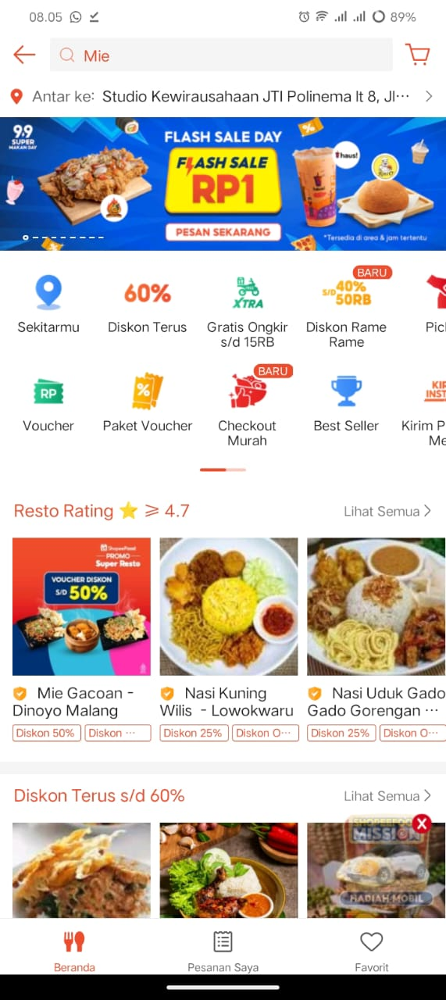 08.05
89%
Mie
Antar ke: Studio Kewirausahaan JTI Polinema lt 8, Jl···
9.9
SUPER
MAKAN DAY
FLASH SALE DAY
FLASH SALE
RP1
PESAN SEKARANG
haus!
*Tersedia di area & jam tertentu
60%
XTRA
BARU
S/D 40%
50RB
Sekitarmu
Diskon Terus
Gratis Ongkir
s/d 15RB
Diskon Rame
Rame
Pic
RP
%
BARU
KIR
INST
Voucher
Paket Voucher
Checkout
Murah
Best Seller
Kirim P
Me
Resto Rating ⭐ ≥ 4.7
Lihat Semua >
ShopeeFood
PROMO
Super Resto
VOUCHER DISKON
S/D 50%
Mie Gacoan -
Dinoyo Malang
Diskon 50%
Diskon ···
Nasi Kuning
Wilis - Lowokwaru
Diskon 25%
Diskon O···
Nasi Uduk Gado
Gado Gorengan ···
Diskon 25%
Diskon O···
Diskon Terus s/d 60%
Lihat Semua >
SHOPEEFOOD
MISSION
HADIAH MOBIL
Beranda
Pesanan Saya
Favorit